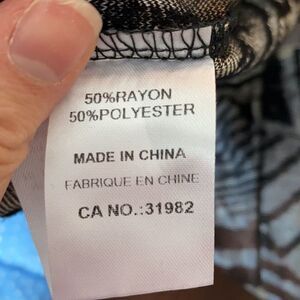 50%RAYON
50%POLYESTER
MADE IN CHINA
FABRIQUE EN CHINE
CA NO.:31982